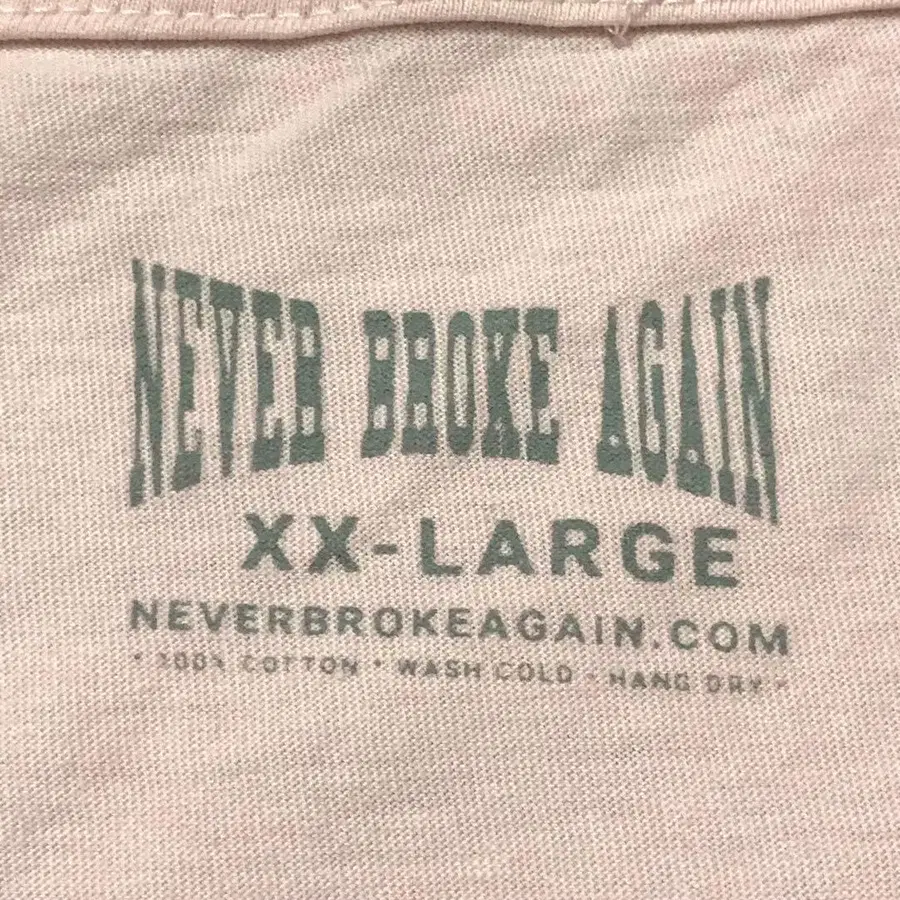 NEVER BROKE AGAIN
XX-LARGE
NEVERBROKEAGAIN.COM
• 100% COTTON • WASH COLD • HANG DRY •